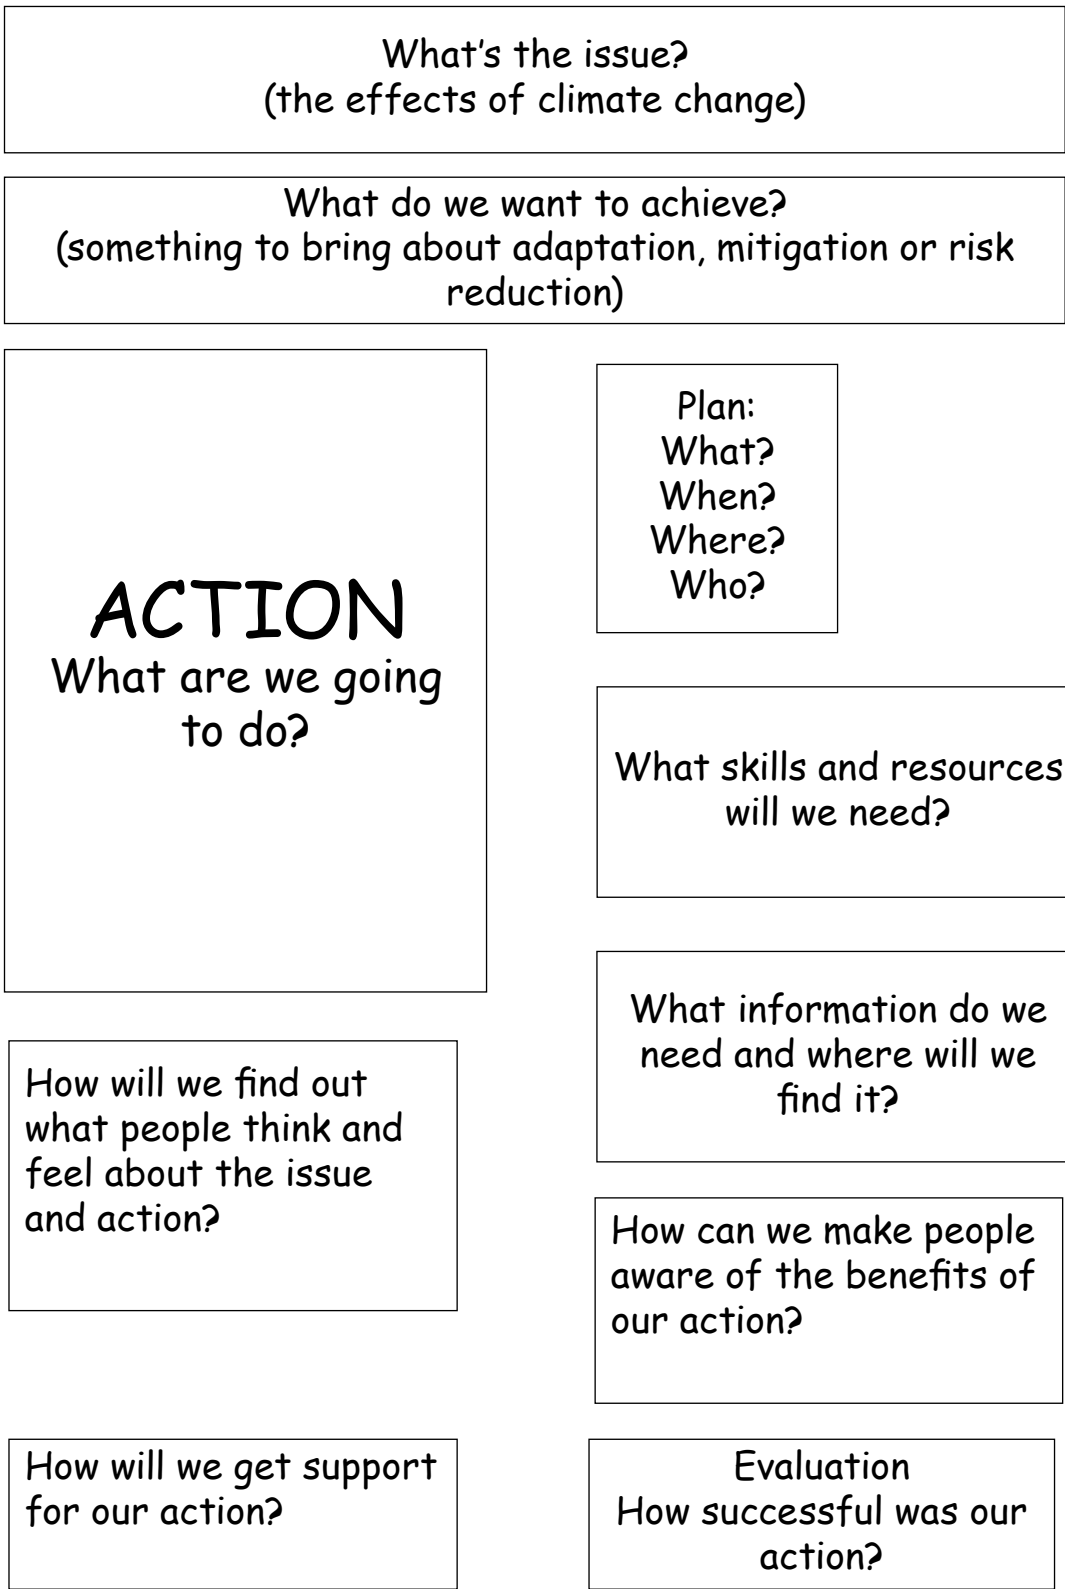 What’s the issue?
(the effects of climate change)
What do we want to achieve?
(something to bring about adaptation, mitigation or risk
reduction)
ACTION
What are we going
to do?
Plan:
What?
When?
Where?
Who?
What skills and resources
will we need?
What information do we
need and where will we
find it?
How will we find out
what people think and
feel about the issue
and action?
How can we make people
aware of the benefits of
our action?
How will we get support
for our action?
Evaluation
How successful was our
action?